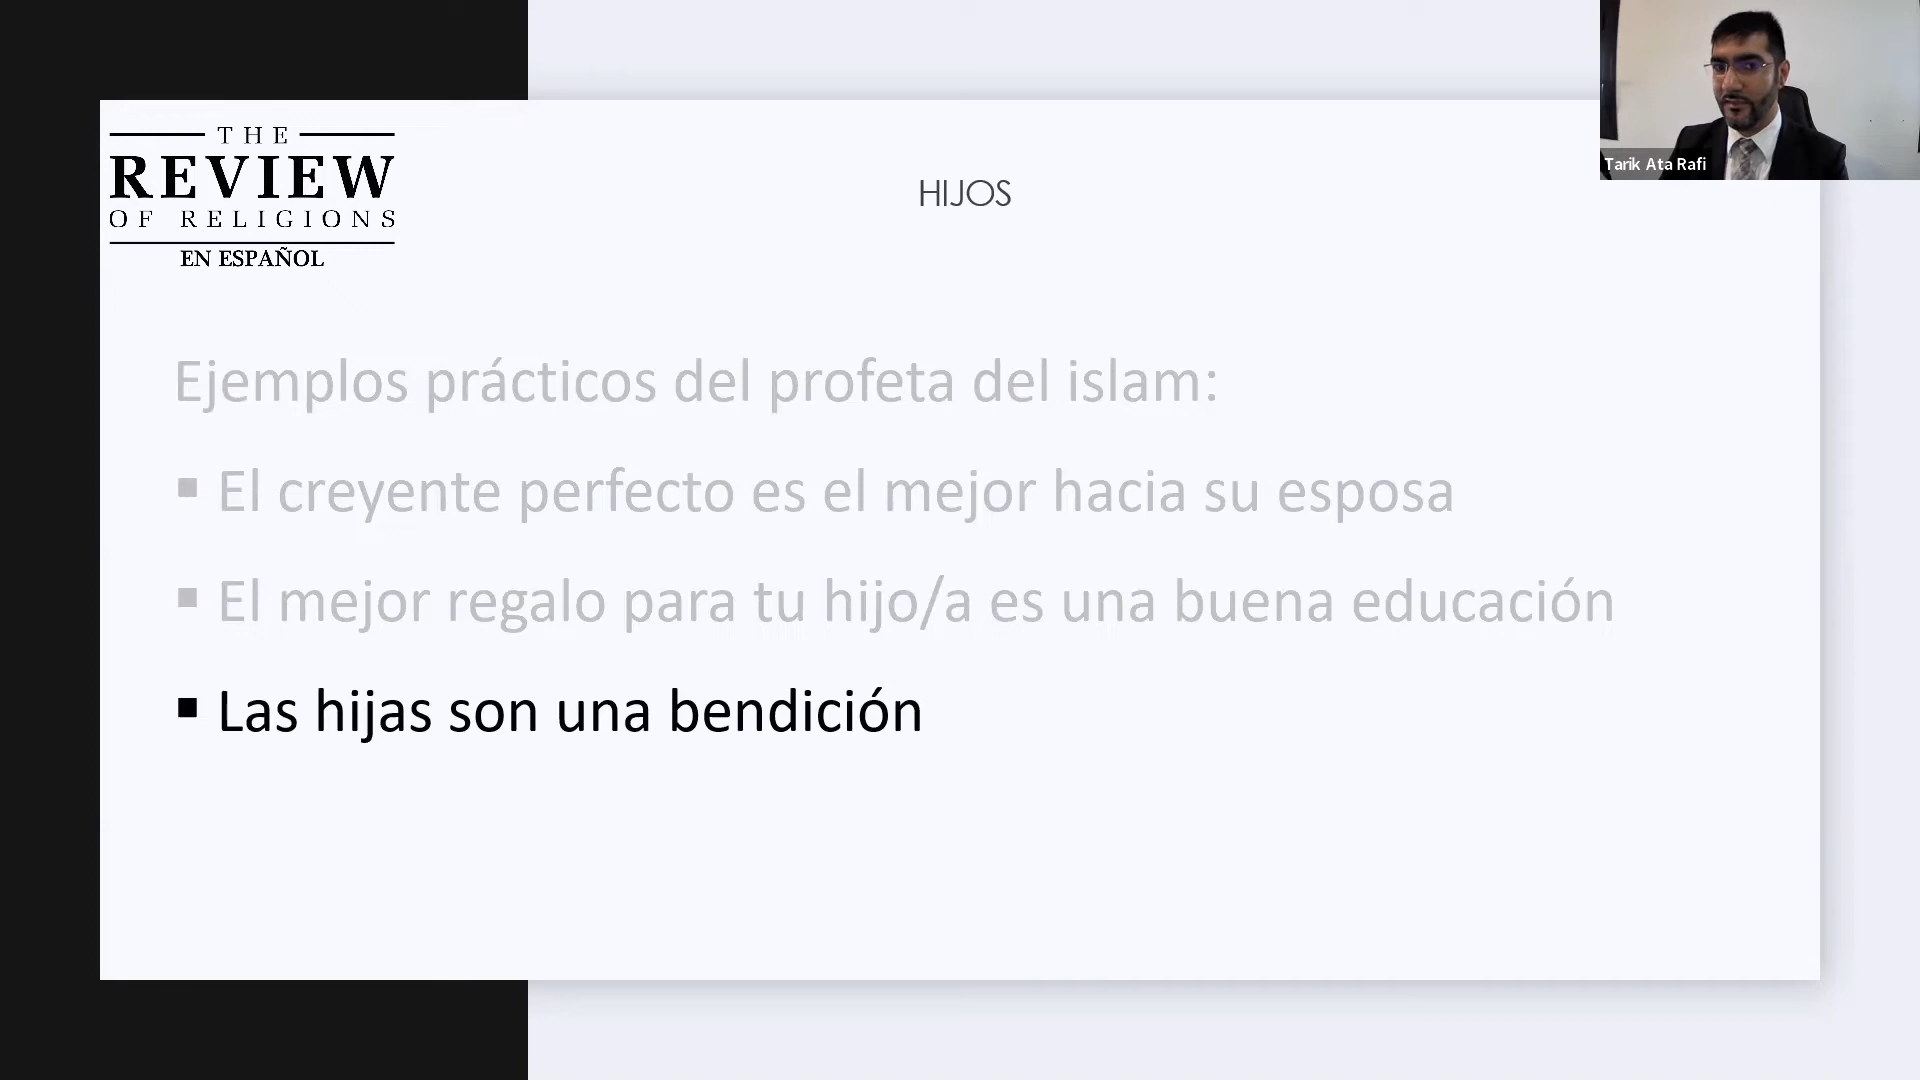 THE
REVIEW
OF RELIGIONS
EN ESPAÑOL
HIJOS
Tarik Ata Rafi
Ejemplos prácticos del profeta del islam:
▪ El creyente perfecto es el mejor hacia su esposa
▪ El mejor regalo para tu hijo/a es una buena educación
▪ Las hijas son una bendición